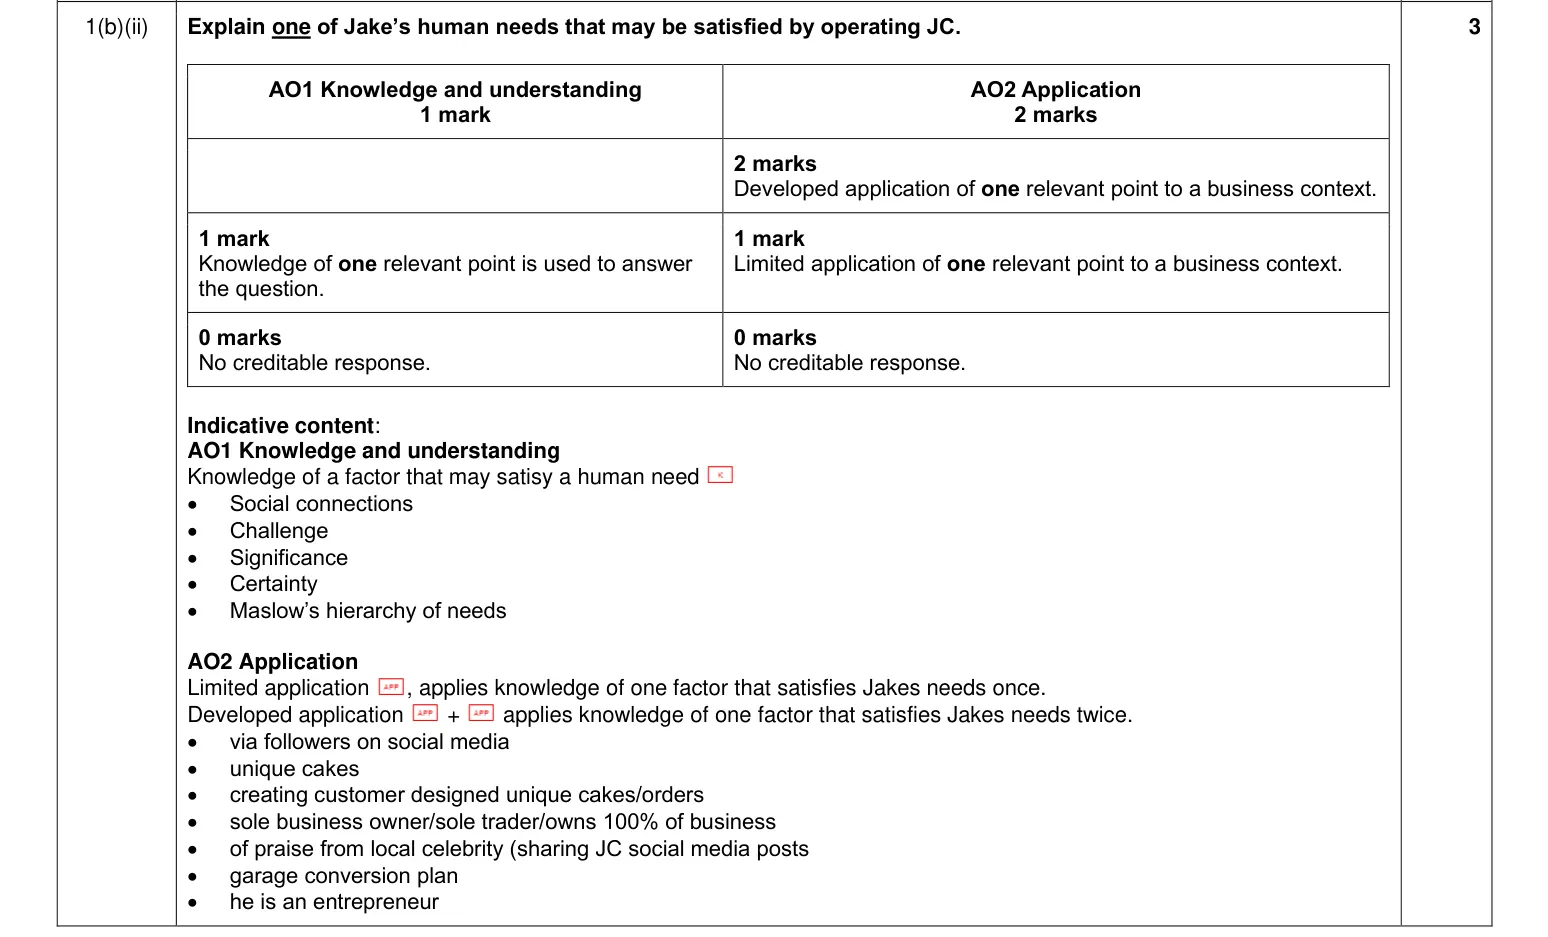 1(b)(ii)
Explain one of Jake's human needs that may be satisfied by operating JC.
3
AO1 Knowledge and understanding
1 mark
AO2 Application
2 marks
2 marks
Developed application of one relevant point to a business context.
1 mark
Knowledge of one relevant point is used to answer
the question.
1 mark
Limited application of one relevant point to a business context.
0 marks
No creditable response.
0 marks
No creditable response.
Indicative content:
AO1 Knowledge and understanding
Knowledge of a factor that may satisy a human need K
• Social connections
• Challenge
• Significance
• Certainty
• Maslow's hierarchy of needs
AO2 Application
Limited application APP, applies knowledge of one factor that satisfies Jakes needs once.
Developed application APP + APP applies knowledge of one factor that satisfies Jakes needs twice.
• via followers on social media
• unique cakes
• creating customer designed unique cakes/orders
• sole business owner/sole trader/owns 100% of business
• of praise from local celebrity (sharing JC social media posts
• garage conversion plan
• he is an entrepreneur